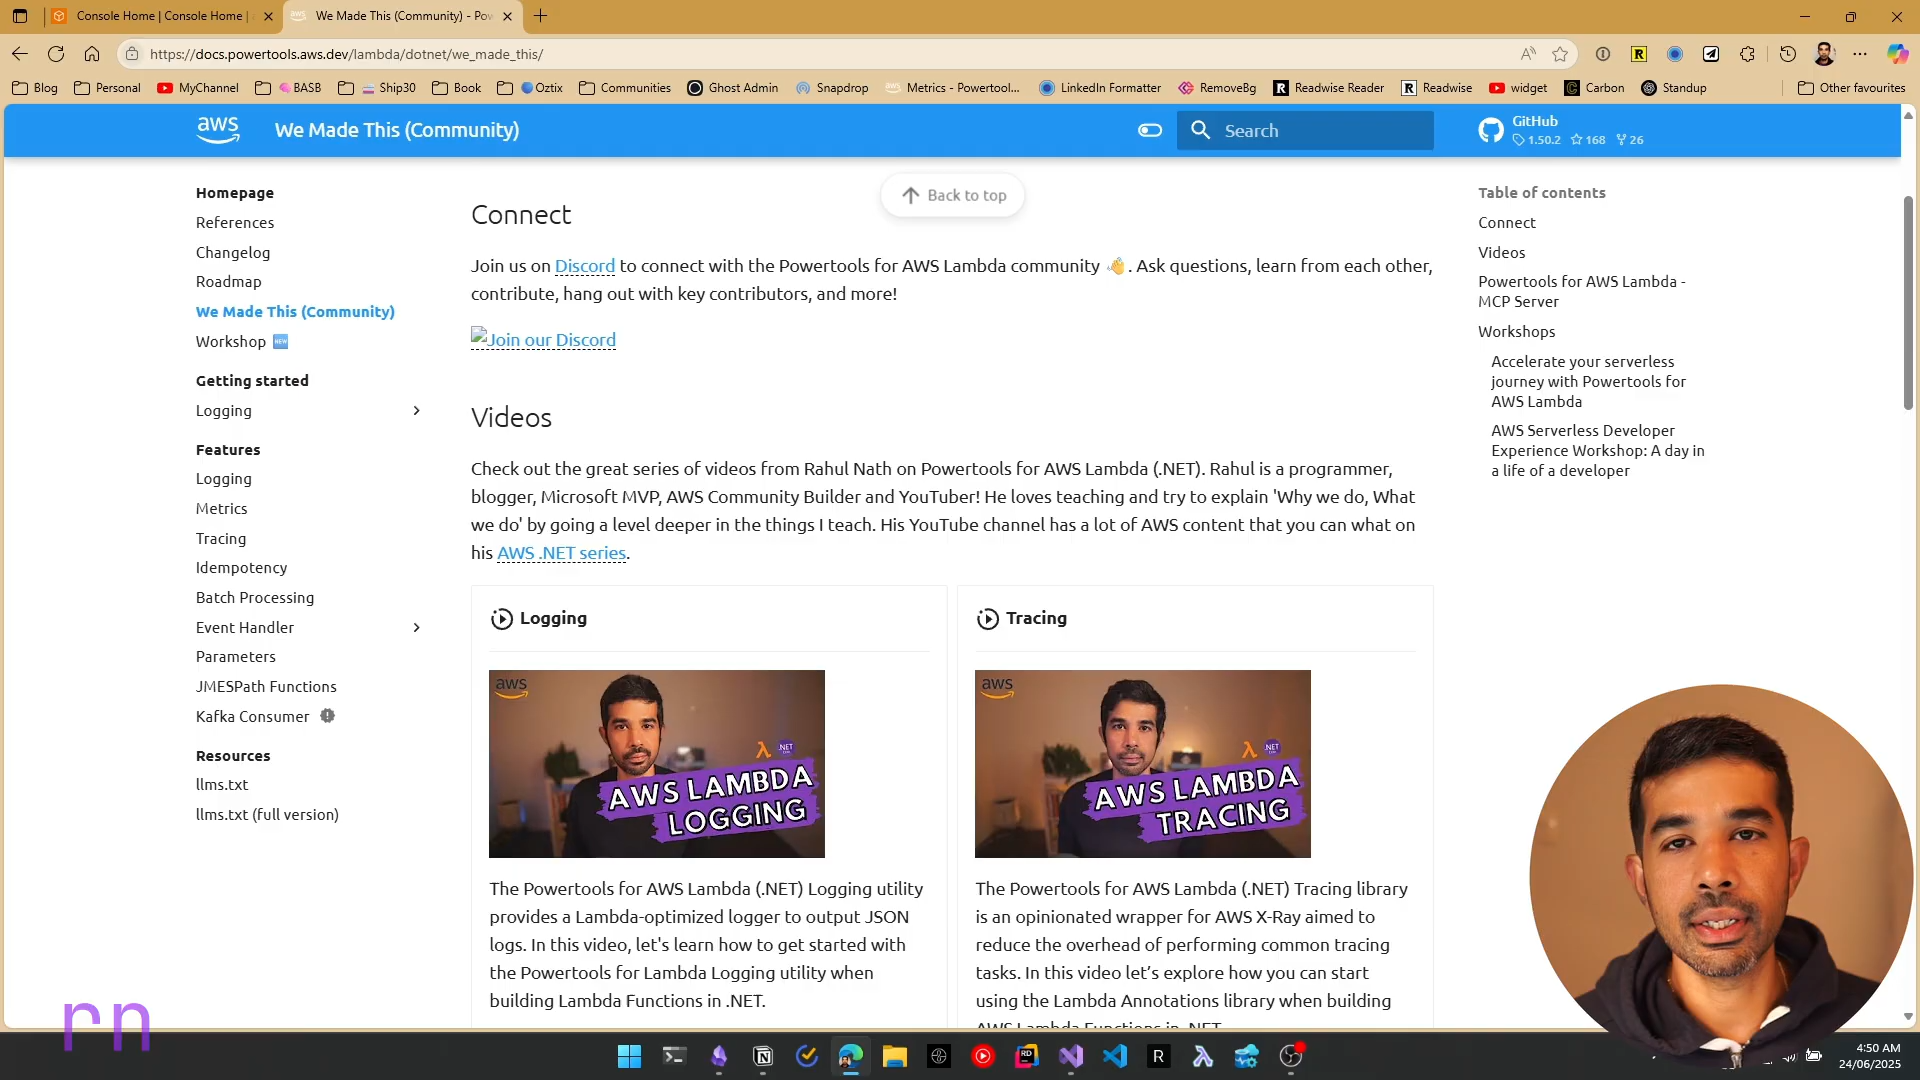 Console Home | Console Home |
We Made This (Community) - Pow
https://docs.powertools.aws.dev/lambda/dotnet/we_made_this/
Blog
Personal
MyChannel
BASB
Ship30
Book
Oztix
Communities
Ghost Admin
Snapdrop
Metrics - Powertool...
LinkedIn Formatter
RemoveBg
Readwise Reader
Readwise
widget
Carbon
Standup
Other favourites
aws
We Made This (Community)
Search
GitHub
1.50.2 168 26
Homepage
References
Changelog
Roadmap
We Made This (Community)
Workshop NEW
Getting started
Logging
Features
Logging
Metrics
Tracing
Idempotency
Batch Processing
Event Handler
Parameters
JMESPath Functions
Kafka Consumer
Resources
llms.txt
llms.txt (full version)
Back to top
Connect
Join us on Discord to connect with the Powertools for AWS Lambda community 👋. Ask questions, learn from each other,
contribute, hang out with key contributors, and more!
Join our Discord
Videos
Check out the great series of videos from Rahul Nath on Powertools for AWS Lambda (.NET). Rahul is a programmer,
blogger, Microsoft MVP, AWS Community Builder and YouTuber! He loves teaching and try to explain 'Why we do, What
we do' by going a level deeper in the things I teach. His YouTube channel has a lot of AWS content that you can what on
his AWS .NET series.
Logging
aws
λ .NET
AWS LAMBDA
LOGGING
The Powertools for AWS Lambda (.NET) Logging utility
provides a Lambda-optimized logger to output JSON
logs. In this video, let's learn how to get started with
the Powertools for Lambda Logging utility when
building Lambda Functions in .NET.
Tracing
aws
λ .NET
AWS LAMBDA
TRACING
The Powertools for AWS Lambda (.NET) Tracing library
is an opinionated wrapper for AWS X-Ray aimed to
reduce the overhead of performing common tracing
tasks. In this video let’s explore how you can start
using the Lambda Annotations library when building
AWS Lambda Functions in .NET.
Table of contents
Connect
Videos
Powertools for AWS Lambda -
MCP Server
Workshops
Accelerate your serverless
journey with Powertools for
AWS Lambda
AWS Serverless Developer
Experience Workshop: A day in
a life of a developer
rn
4:50 AM
24/06/2025